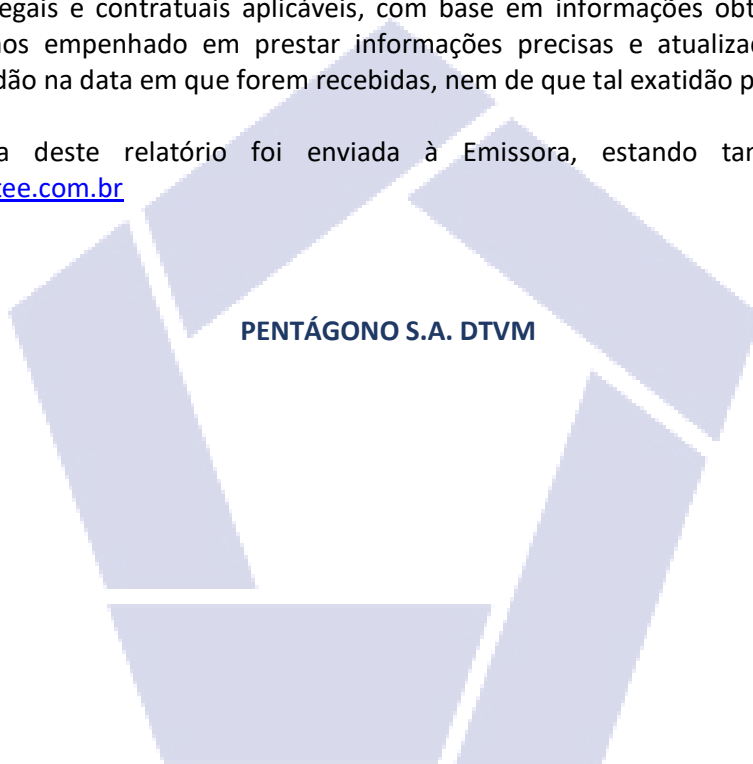 egais e contratuais aplicáveis, com base em informações obt
nos empenhado em prestar informações precisas e atualiza
dão na data em que forem recebidas, nem de que tal exatidão p
a deste relatório foi enviada à Emissora, estando tar
tee.com.br
PENTÁGONO S.A. DTVM